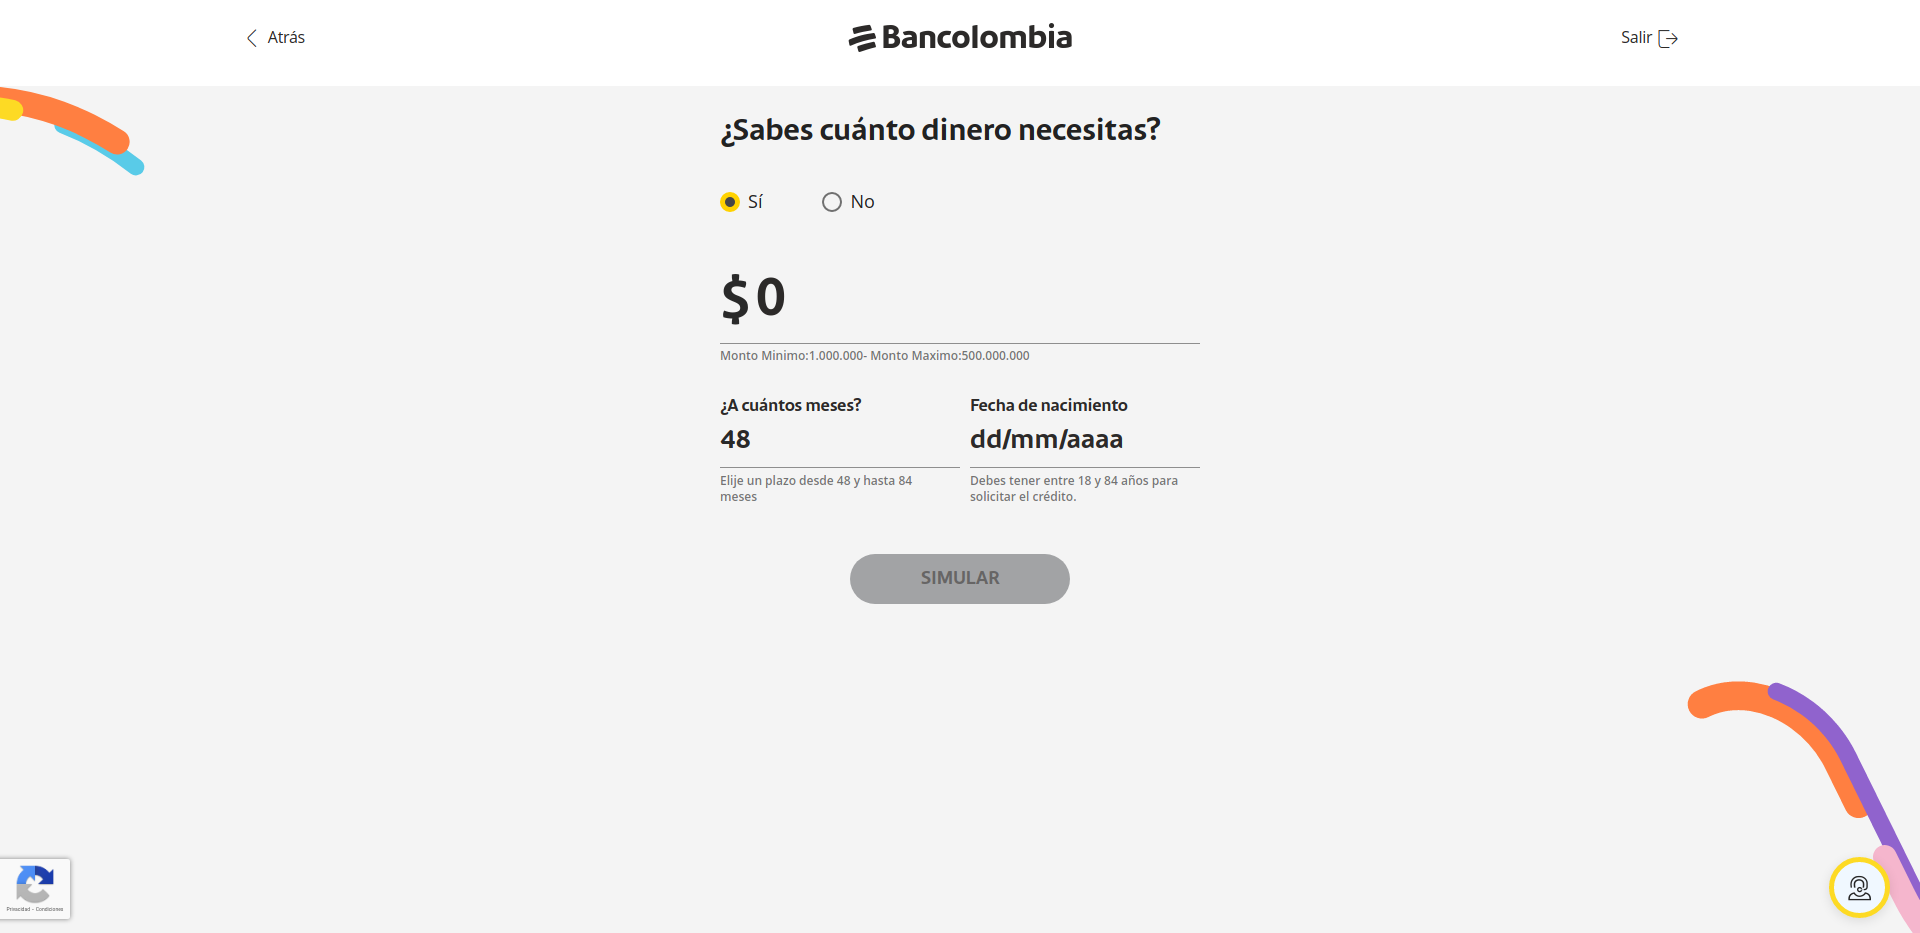 Atrás
Bancolombia
Salir
¿Sabes cuánto dinero necesitas?
Sí
No
$ 0
Monto Minimo:1.000.000- Monto Maximo:500.000.000
¿A cuántos meses?
48
Elije un plazo desde 48 y hasta 84
meses
Fecha de nacimiento
dd/mm/aaaa
Debes tener entre 18 y 84 años para
solicitar el crédito.
SIMULAR
Privacidad - Condiciones